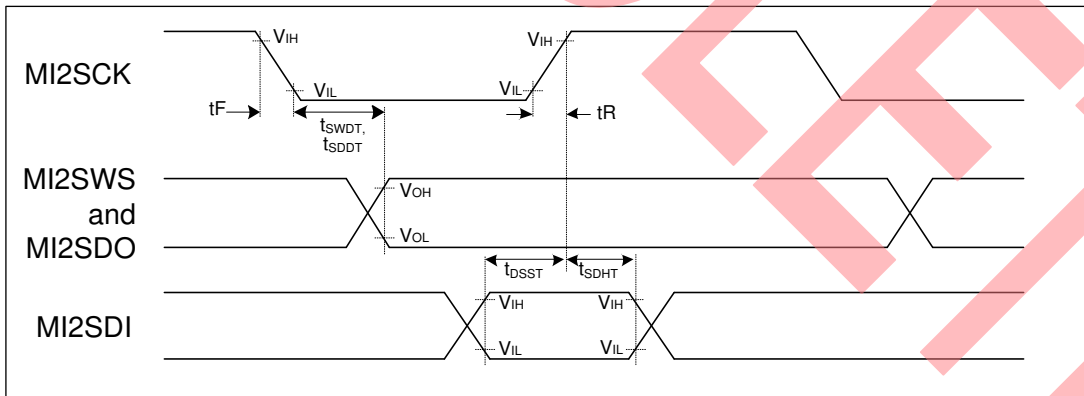 MI2SCK
VIH
VIL
tF
tSWDT,
tSDDT
VIH
VIL
tR
MI2SWS
and
MI2SDO
VOH
VOL
tDSST
tSDHT
MI2SDI
VIH
VIH
VIL
VIL